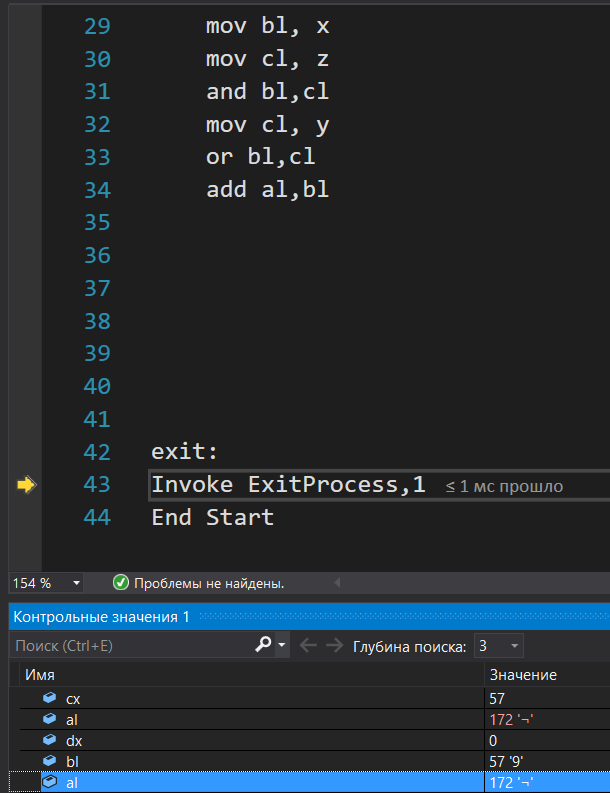 29 mov bl, x
30 mov cl, z
31 and bl,cl
32 mov cl, y
33 or bl,cl
34 add al,bl
35
36
37
38
39
40
41
42 exit:
43 Invoke ExitProcess,1 ≤ 1 мс прошло
44 End Start
154 % Проблемы не найдены.
Контрольные значения 1
Поиск (Ctrl+E) Глубина поиска: 3
Имя Значение
cx 57
al 172 '¬'
dx 0
bl 57 '9'
al 172 '¬'